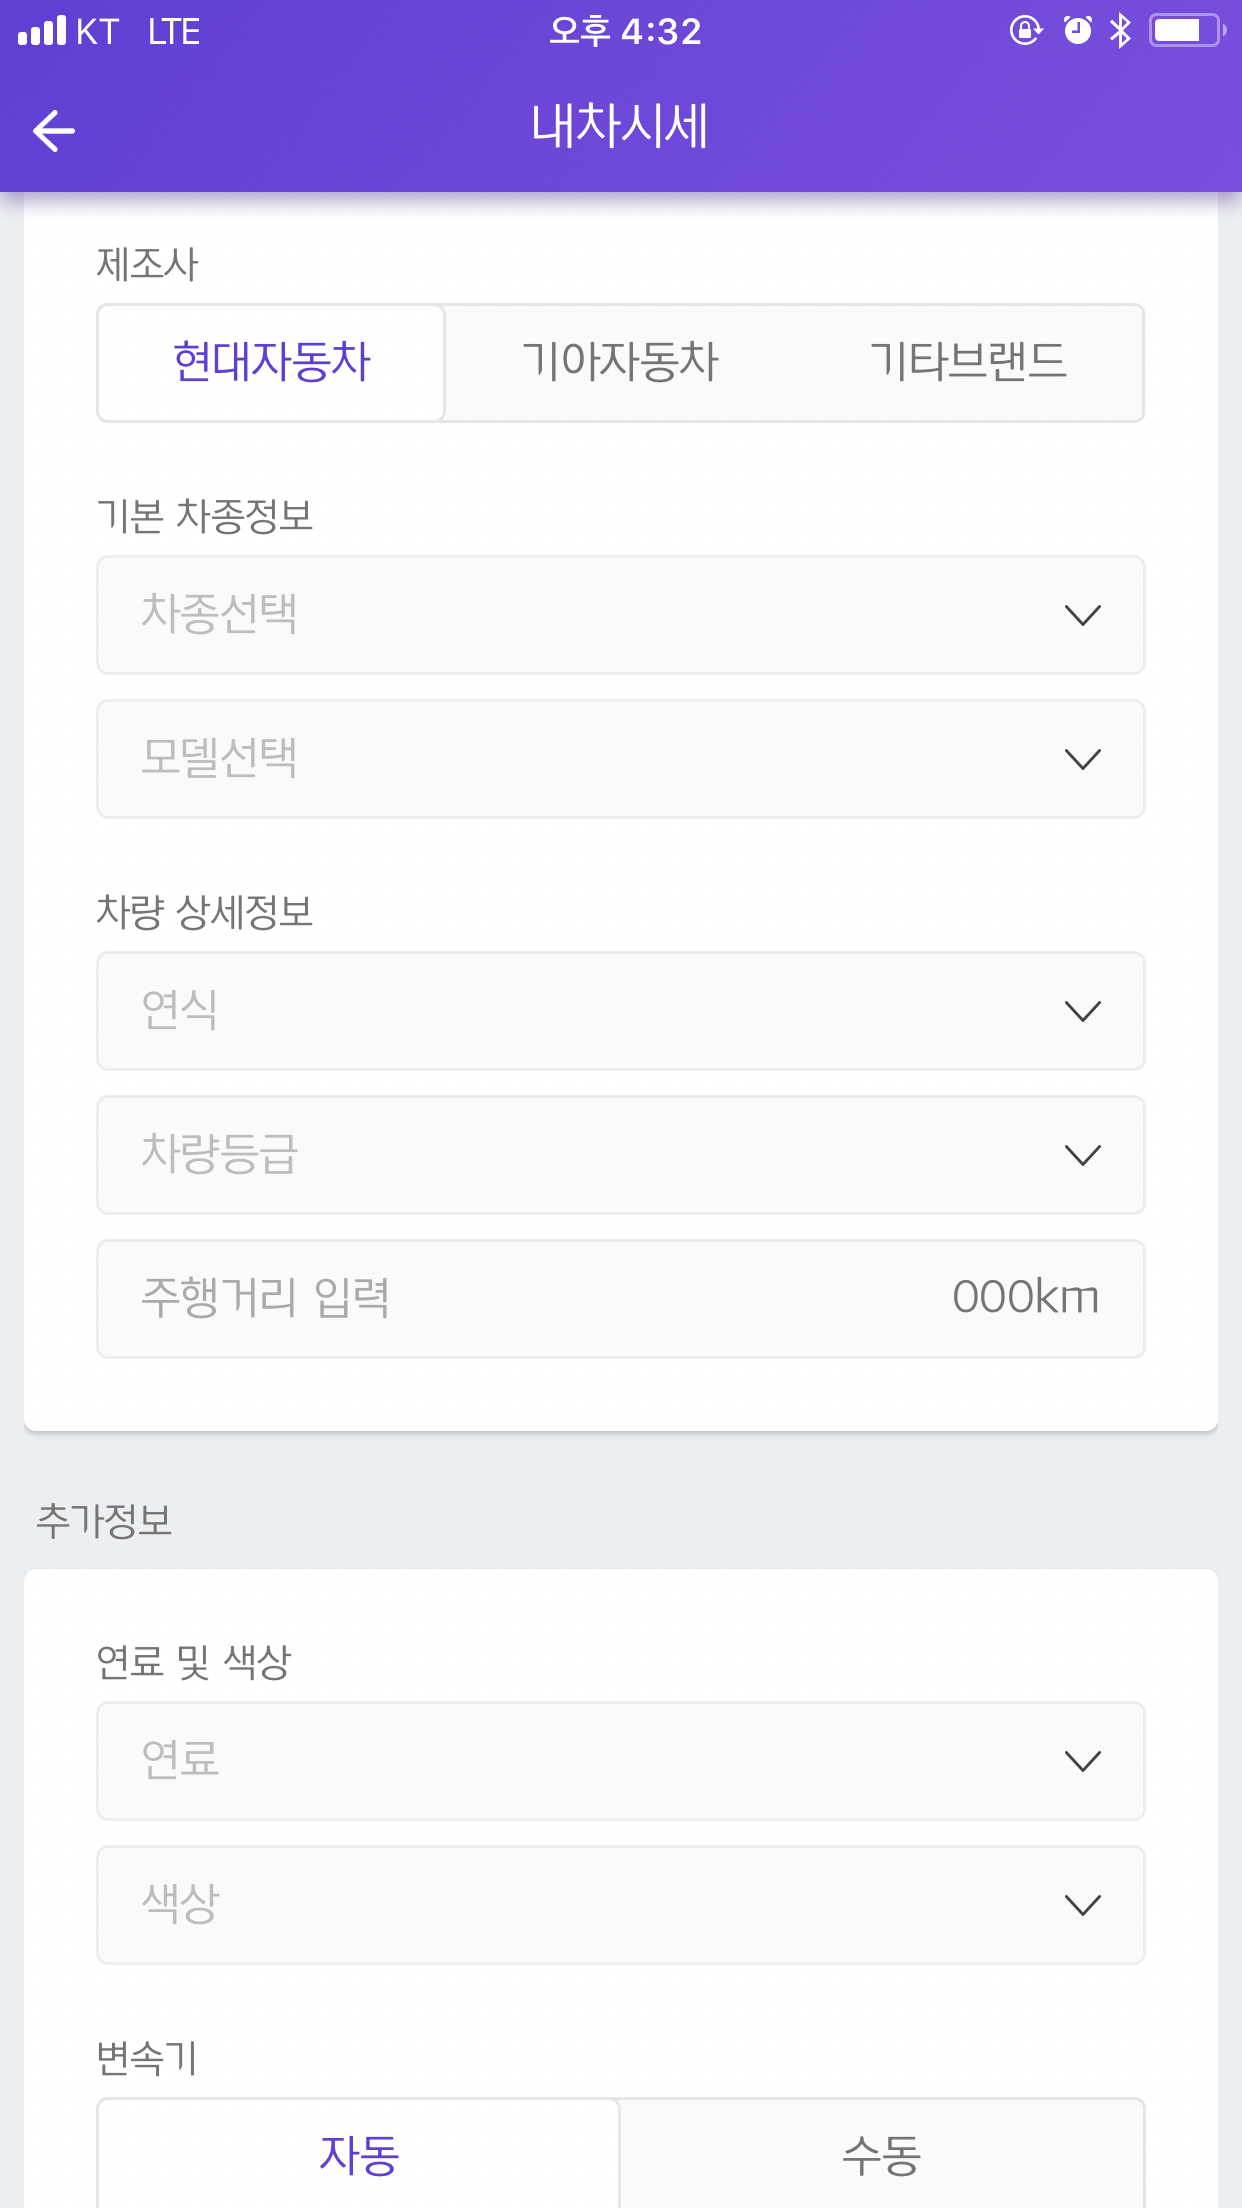 KT LTE 오후 4:32
내차시세
제조사
현대자동차 기아자동차 기타브랜드
기본 차종정보
차종선택
모델선택
차량 상세정보
연식
차량등급
주행거리 입력 000km
추가정보
연료 및 색상
연료
색상
변속기
자동 수동